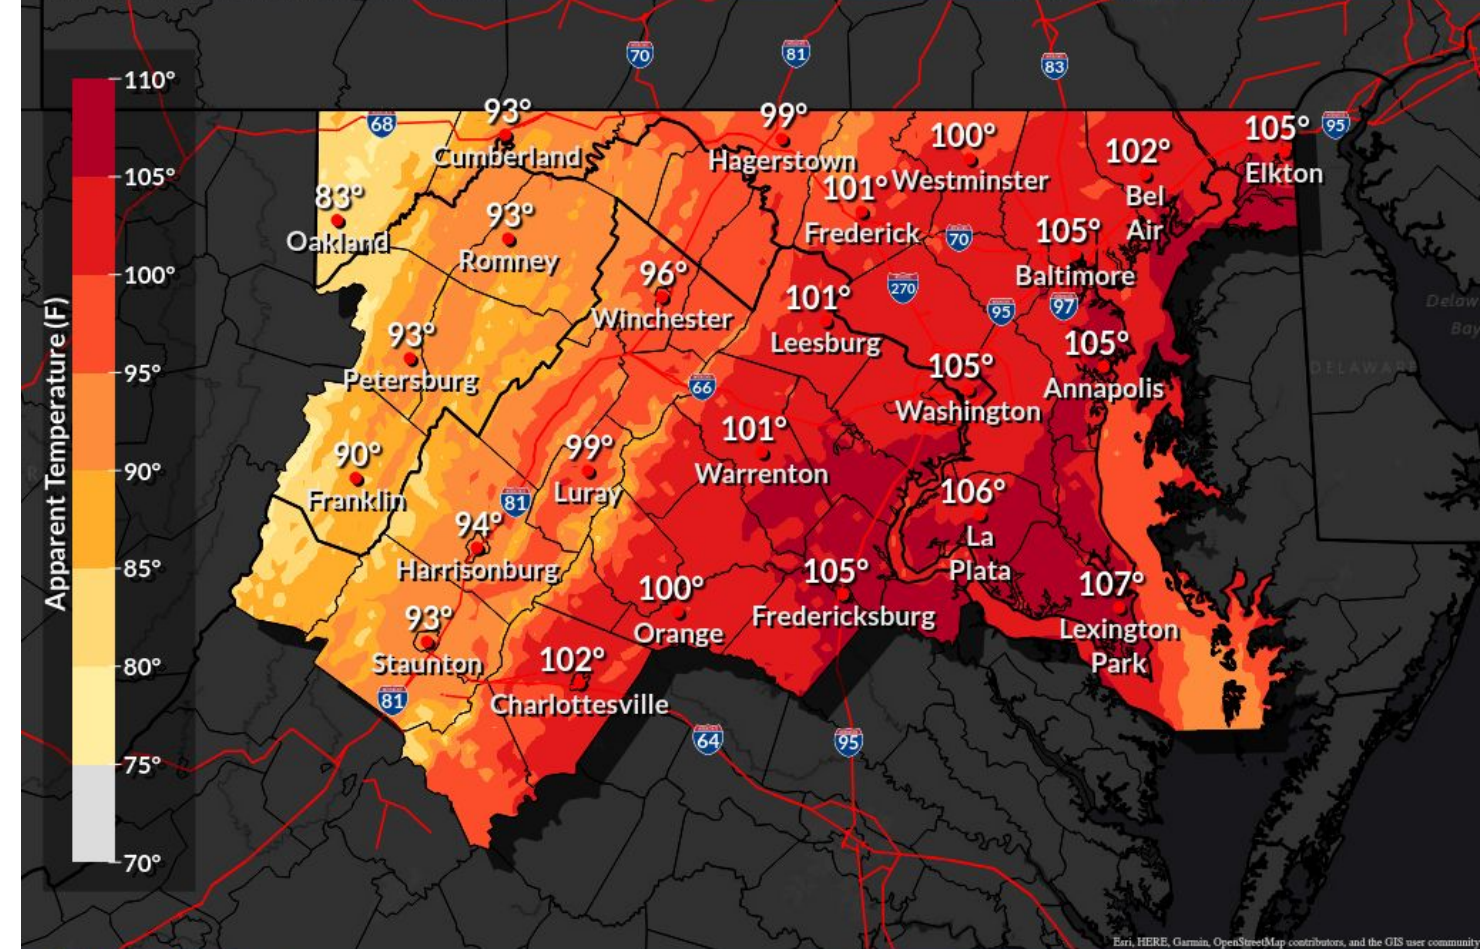 70
81
83
110°
93°
99°
105°
95
68
100°
102°
Cumberland
Hagerstown
Westminster
Elkton
105°
83°
101°
Bel
Air
93°
Frederick
70
105°
Oakland
Romney
Baltimore
100°
96°
101°
270
95
97
Winchester
93°
Leesburg
105°
105°
DELAWARE
95°
Petersburg
66
Washington
Annapolis
101°
90°
99°
Warrenton
90°
Franklin
81
Luray
106°
94°
La
Plata
85°
Harrisonburg
100°
105°
107°
93°
Orange
Fredericksburg
Lexington
Park
80°
Staunton
102°
81
Charlottesville
64
95
75°
70°
Apparent Temperature (F)
Esri, HERE, Garmin, OpenStreetMap contributors, and the GIS user community